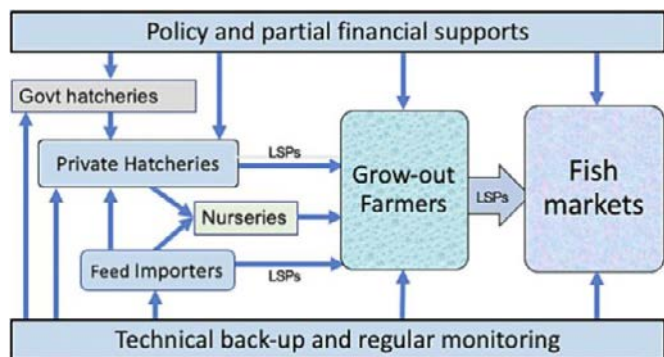 Policy and partial financial supports
Govt hatcheries
Private Hatcheries
LSPs
Nurseries
Feed Importers
LSPs
Grow-out
Farmers
LSPs
Fish
markets
Technical back-up and regular monitoring